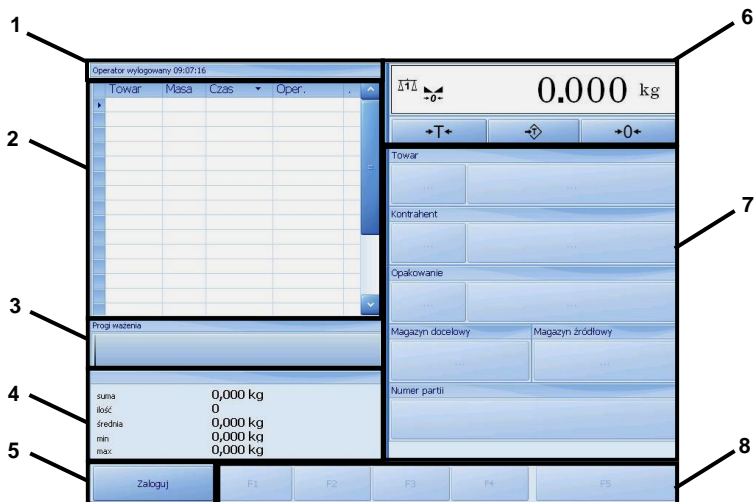 1
6
Operator wylogowany 09:07:16
Towar Masa Czas Oper. .
0.000 kg
→0←
→T← T →0←
2
Towar
... ...
7
Kontrahent
... ...
Opakowanie
... ...
3
Progi ważenia
Magazyn docelowy Magazyn źródłowy
... ...
4
suma 0,000 kg
ilość 0
średnia 0,000 kg
min 0,000 kg
max 0,000 kg
Numer partii
...
5
8
Zaloguj F1 F2 F3 F4 F5